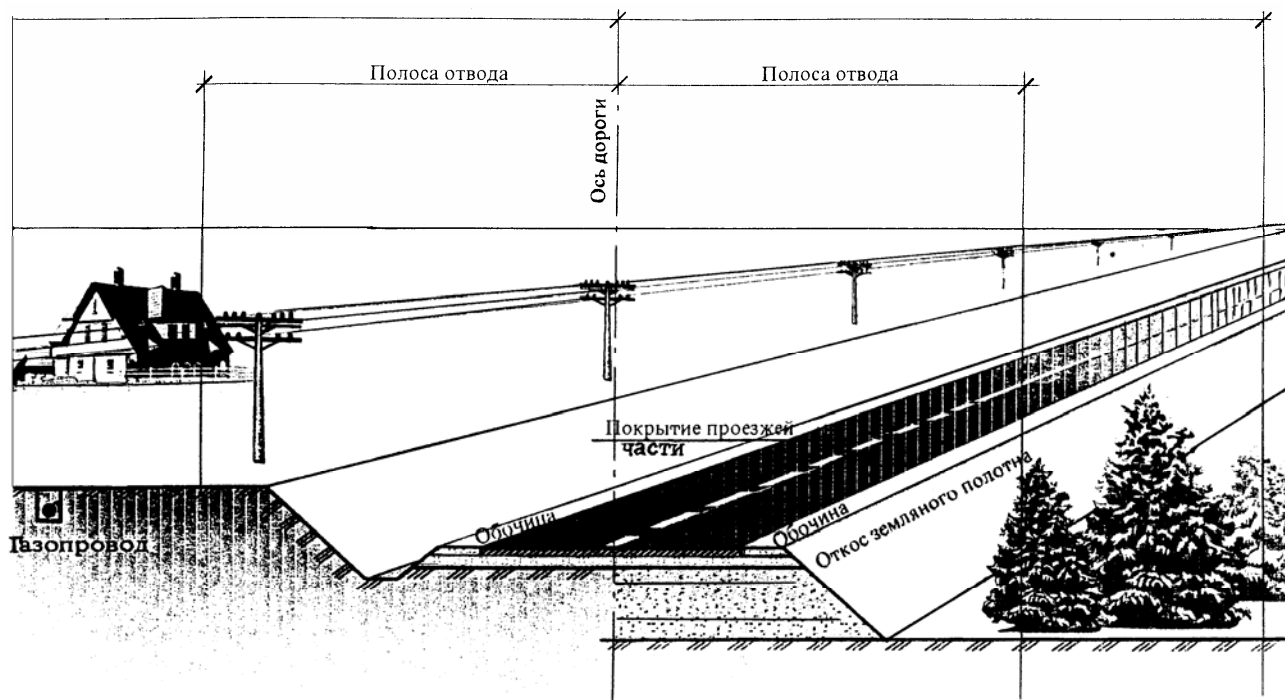 Полоса отвода
Полоса отвода
Ось дороги
Покрытие проезжей
части
Обочина
Обочина
Откос земляного полотна
Газопровод